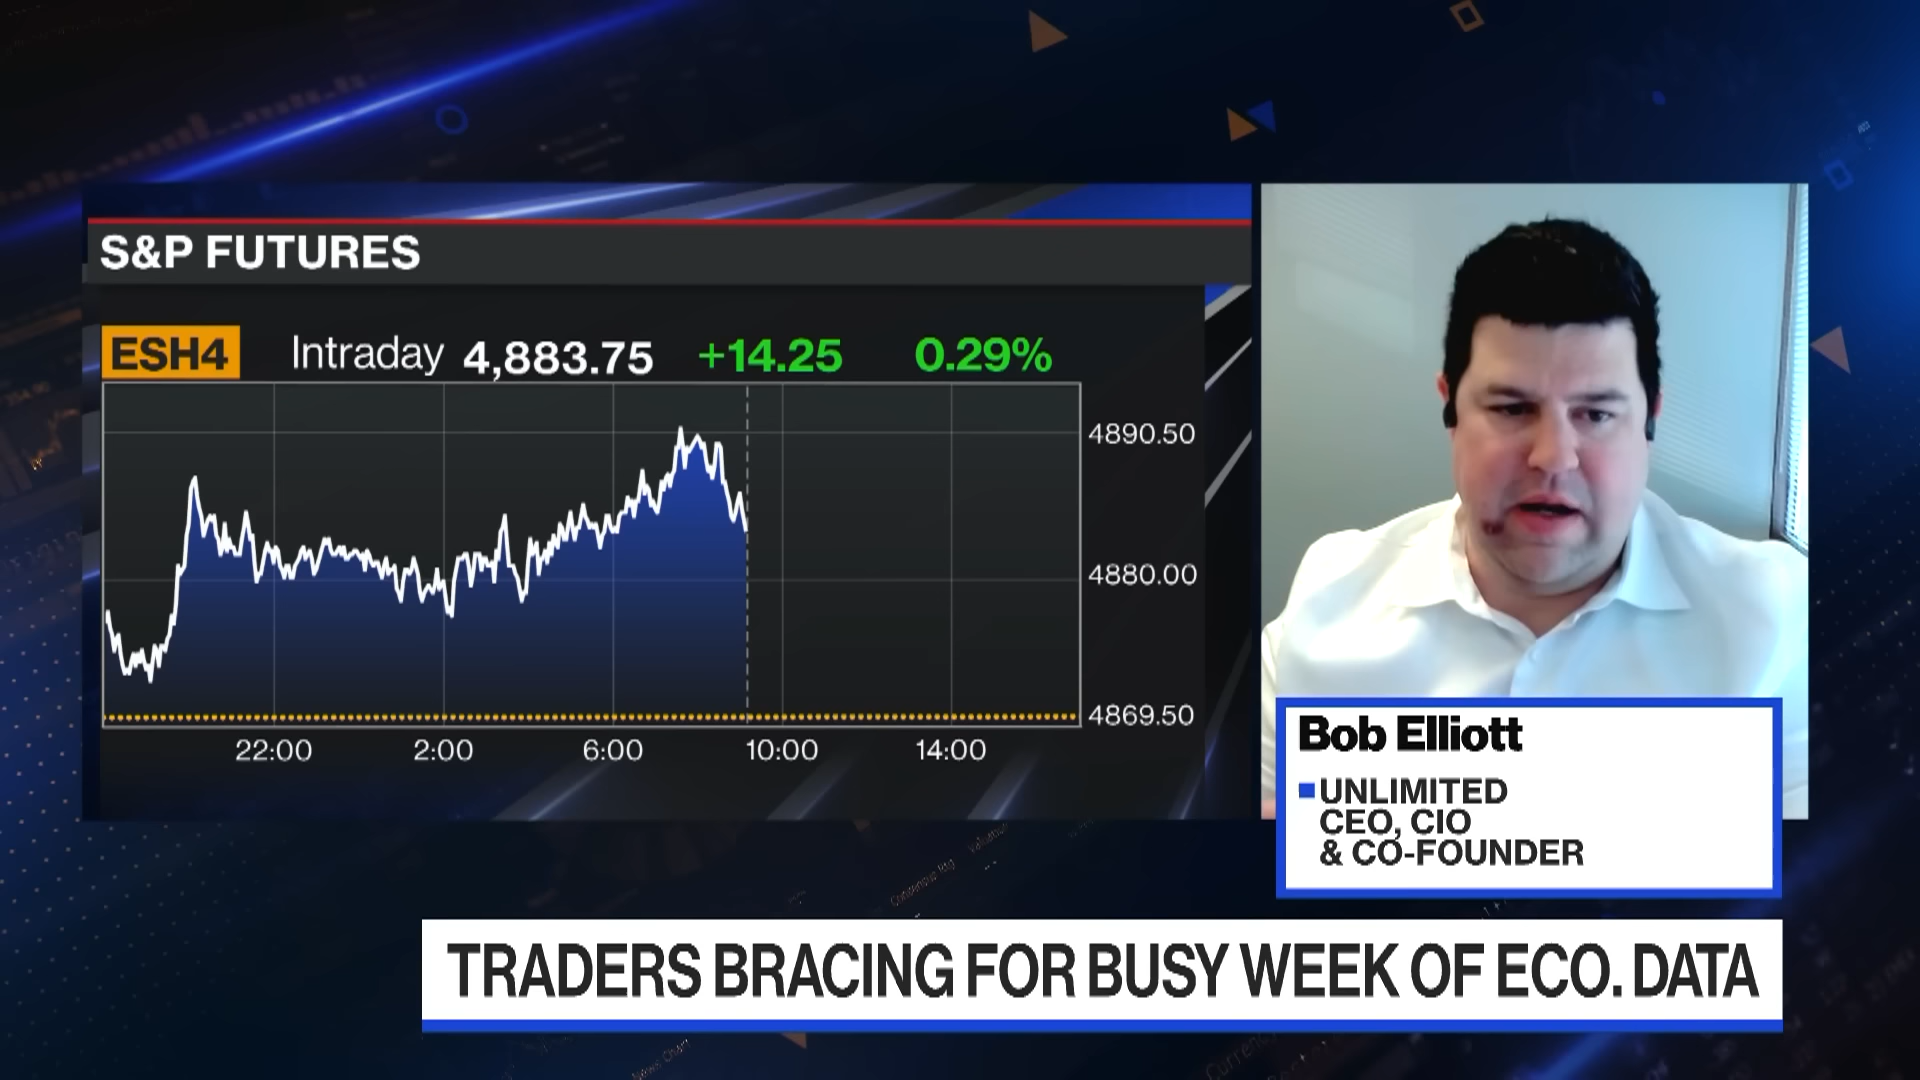 S&P FUTURES
ESH4 Intraday 4,883.75 +14.25 0.29%
4890.50
4880.00
4869.50
22:00 2:00 6:00 10:00 14:00
Bob Elliott
UNLIMITED
CEO, CIO
& CO-FOUNDER
TRADERS BRACING FOR BUSY WEEK OF ECO. DATA